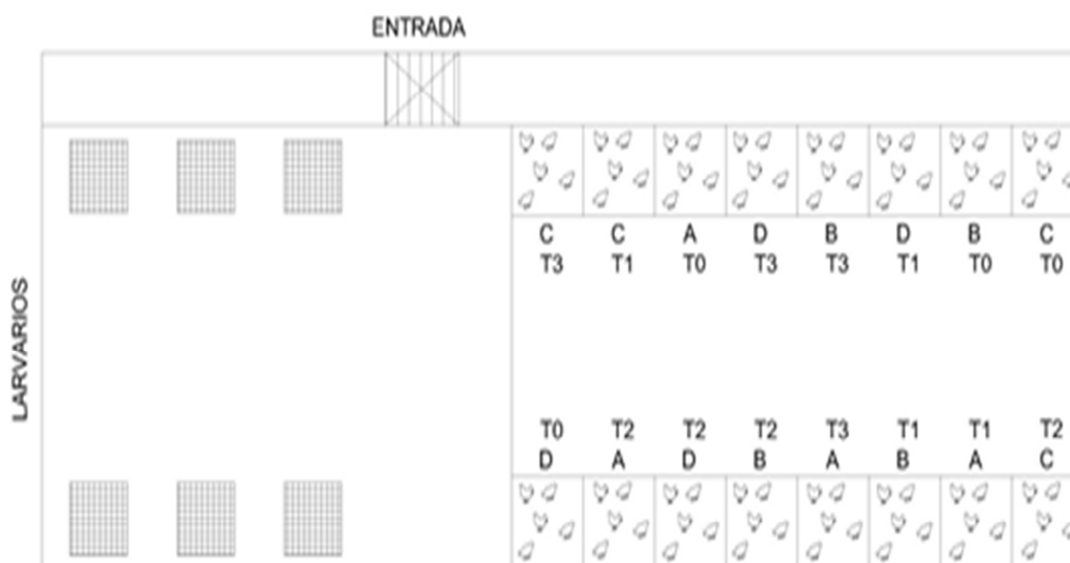 ENTRADA
LARVARIOS
C C A D B D B C
T3 T1 T0 T3 T3 T1 T0 T0
T0 T2 T2 T2 T3 T1 T1 T2
D A D B A B A C